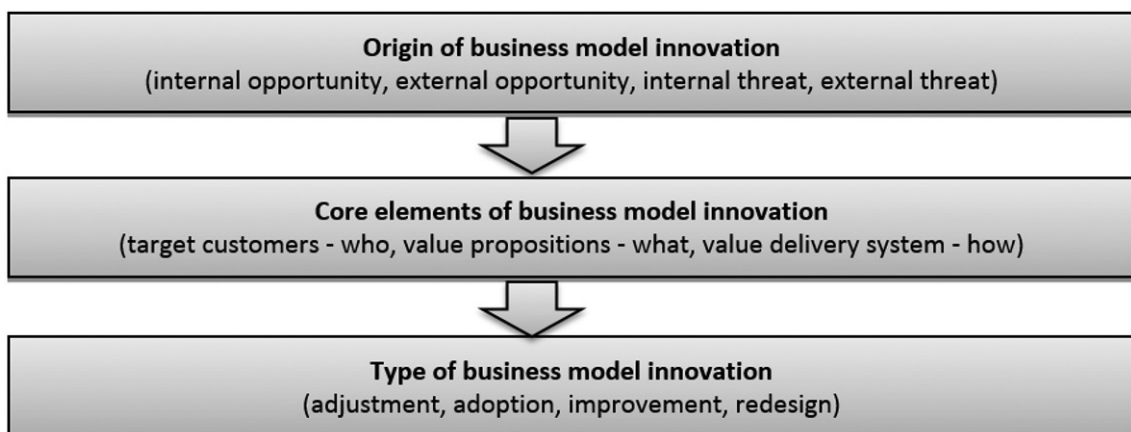 Origin of business model innovation
(internal opportunity, external opportunity, internal threat, external threat)
Core elements of business model innovation
(target customers - who, value propositions - what, value delivery system - how)
Type of business model innovation
(adjustment, adoption, improvement, redesign)